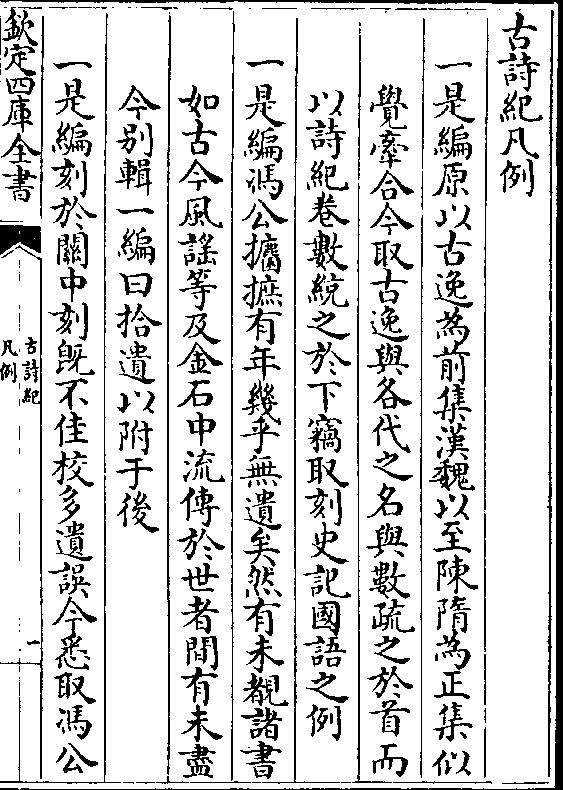 古詩紀凡例
一是編原以古逸為前集漢魏以至陳隋為正集似
覺牽合今取古逸與各代之名與數疏之於首而
以詩紀卷數統之於下竊取刻史記國語之例
一是編馮公攟摭有年幾乎無遺矣然有未覩諸書
如古今風謡等及金石中流傳於世者間有未盡
今别輯一編曰拾遺以附于後
一是編刻於關中刻既不佳校多遺誤今悉取馮公
欽定四庫全書
古詩紀
凡例
一